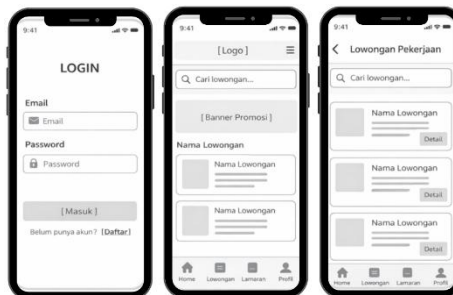 9:41
LOGIN
Email
Email
Password
Password
[ Masuk ]
Belum punya akun? [Daftar]
9:41
[ Logo ]
Cari lowongan...
[ Banner Promosi ]
Nama Lowongan
Nama Lowongan
Nama Lowongan
Home Lowongan Lamaran Profil
9:41
Lowongan Pekerjaan
Cari lowongan...
Nama Lowongan
Detail
Nama Lowongan
Detail
Nama Lowongan
Detail
Home Lowongan Lamaran Profil